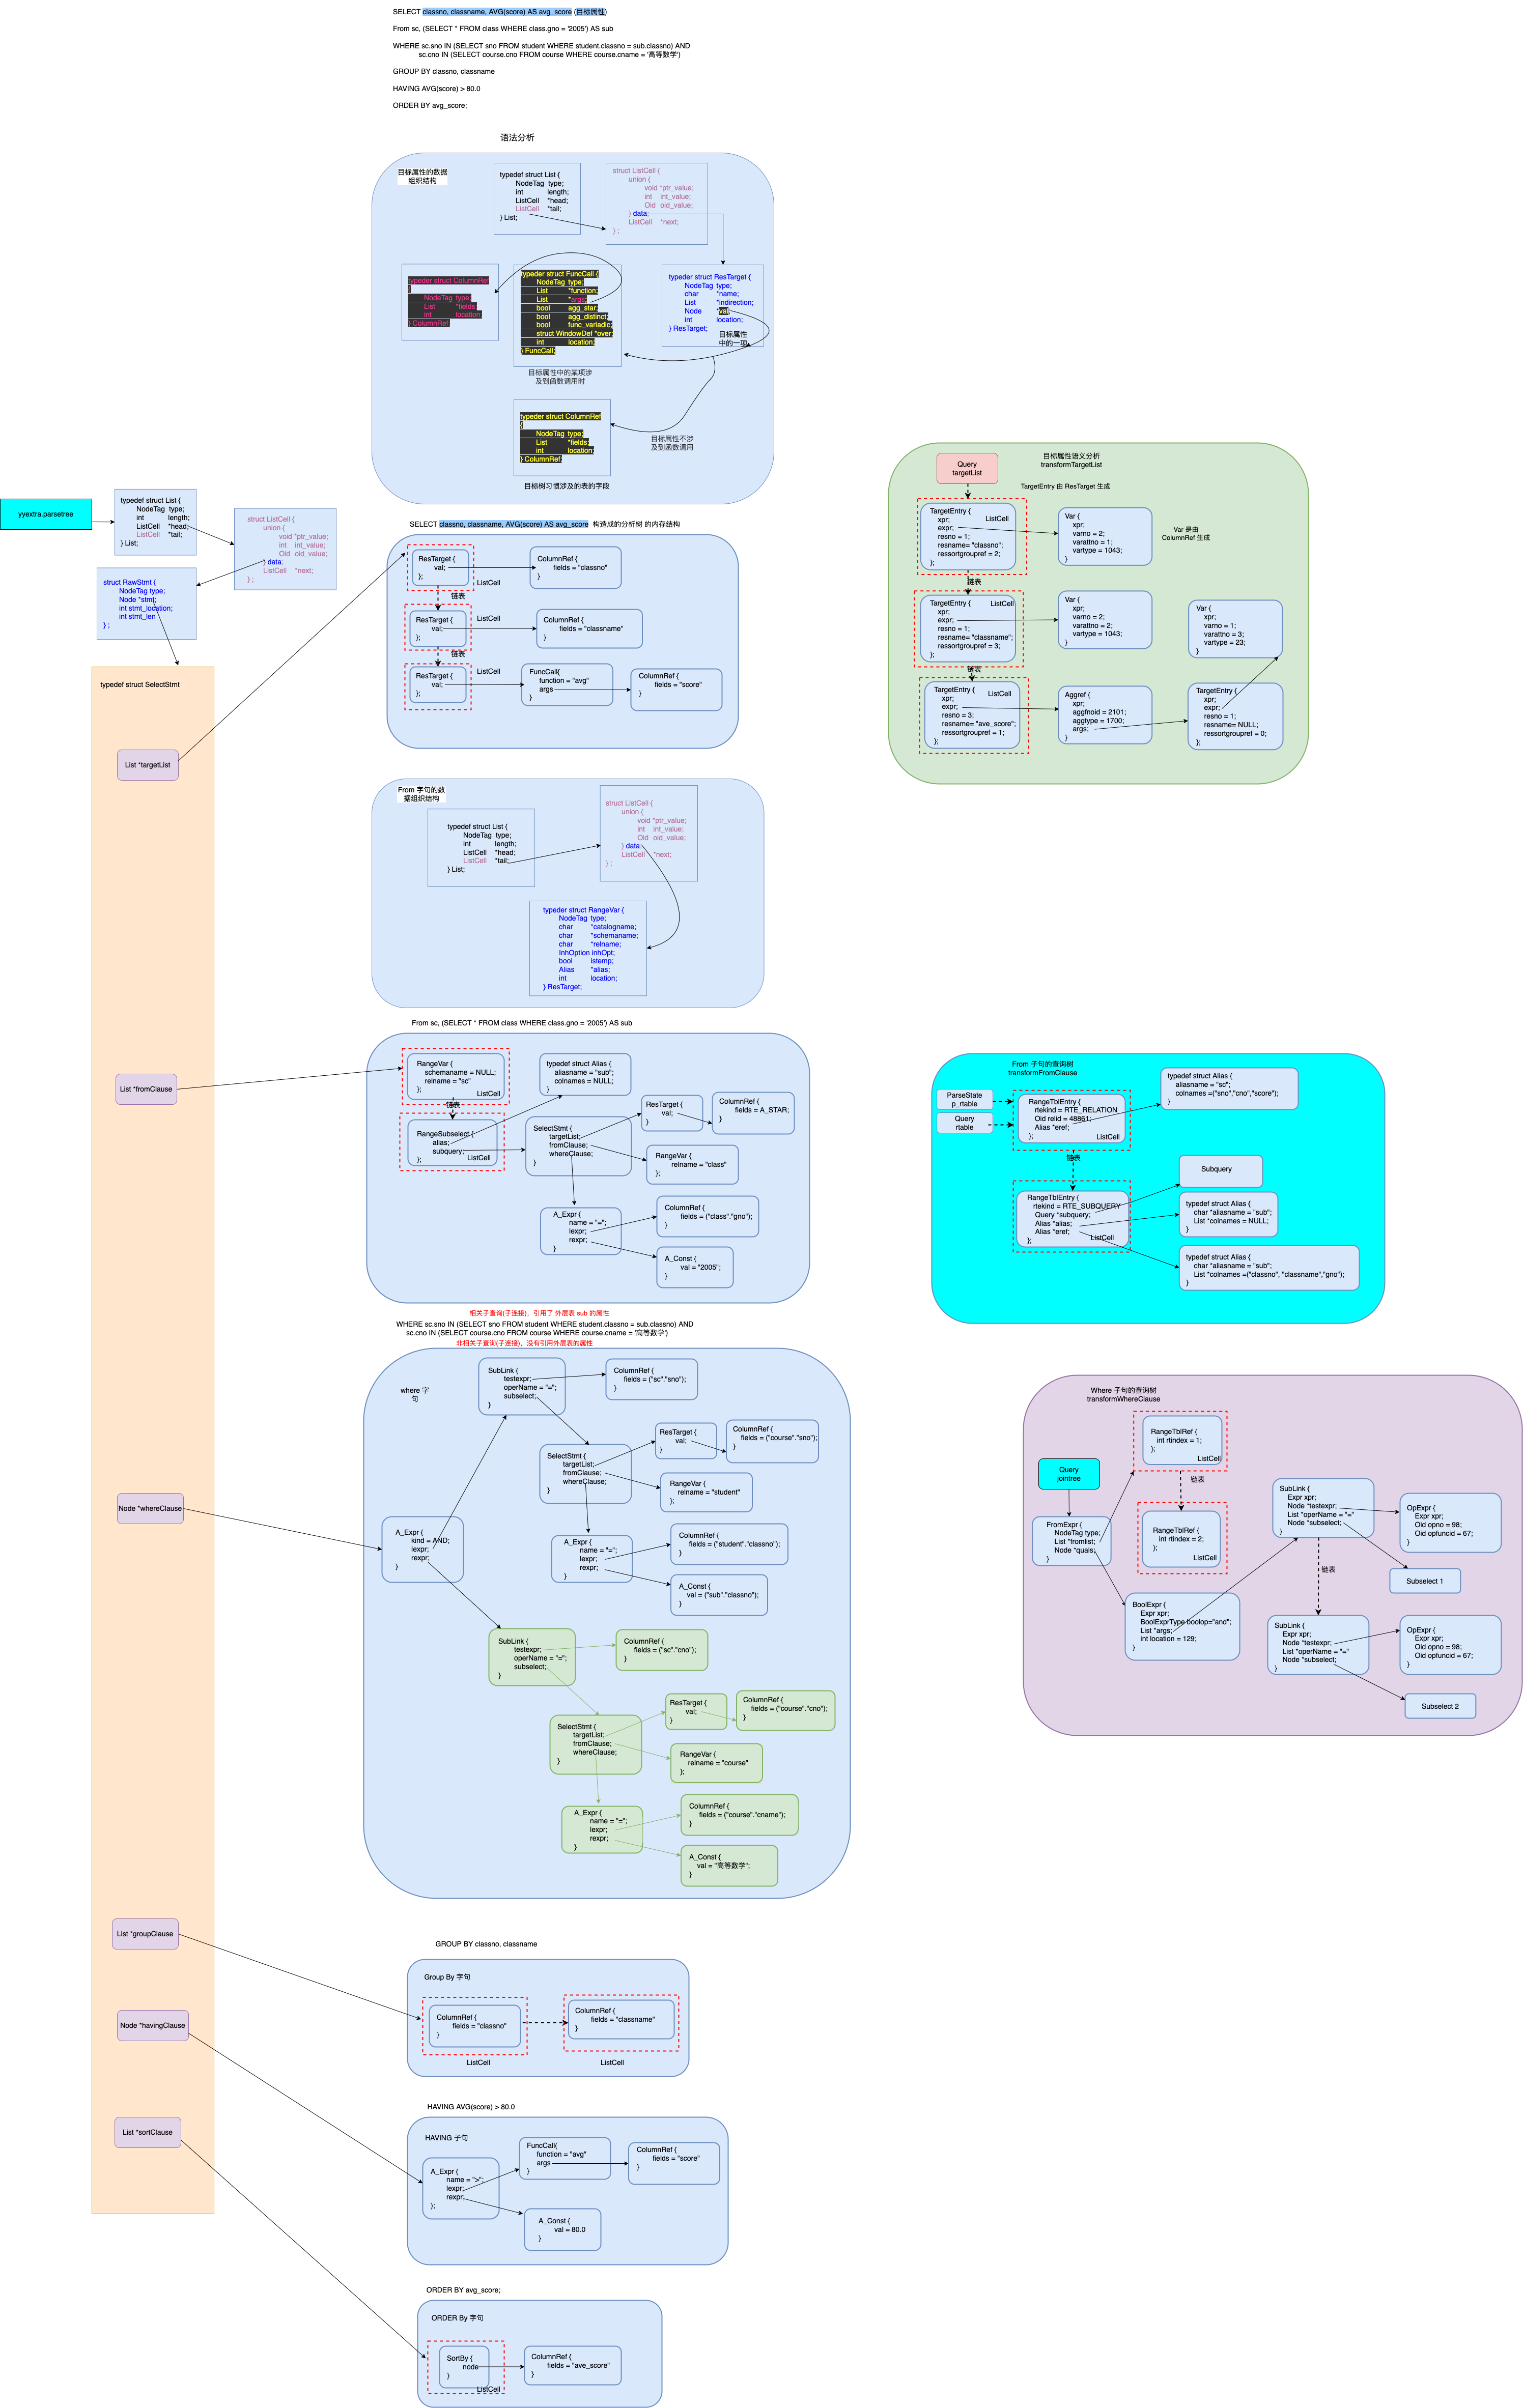 SELECT classno, classname, AVG(score) AS avg_score (目标属性)
From sc, (SELECT * FROM class WHERE class.gno = '2005') AS sub
WHERE sc.sno IN (SELECT sno FROM student WHERE student.classno = sub.classno) AND
sc.cno IN (SELECT course.cno FROM course WHERE course.cname = '高等数学')
GROUP BY classno, classname
HAVING AVG(score) > 80.0
ORDER BY avg_score;
语法分析
目标属性的数据
组织结构
typedef struct List {
NodeTag type;
int length;
ListCell *head;
ListCell *tail;
} List;
struct ListCell {
union {
void *ptr_value;
int int_value;
Oid oid_value;
} data;
ListCell *next;
} ;
typeder struct ColumnRef
{
NodeTag type;
List *fields;
int location;
} ColumnRef;
typeder struct FuncCall {
NodeTag type;
List *function;
List *args;
bool agg_star;
bool agg_distinct;
bool func_variadic;
struct WindowDef *over;
int location;
} FuncCall;
目标属性中的某项涉
及到函数调用时
typeder struct ResTarget {
NodeTag type;
char *name;
List *indirection;
Node *val;
int location;
} ResTarget;
目标属性
中的一项
typeder struct ColumnRef
{
NodeTag type;
List *fields;
int location;
} ColumnRef;
目标属性不涉
及到函数调用
目标树习惯涉及的表的字段
yyextra.parsetree
typedef struct List {
NodeTag type;
int length;
ListCell *head;
ListCell *tail;
} List;
struct ListCell {
union {
void *ptr_value;
int int_value;
Oid oid_value;
} data;
ListCell *next;
} ;
struct RawStmt {
NodeTag type;
Node *stmt;
int stmt_location;
int stmt_len
} ;
typedef struct SelectStmt
List *targetList
List *fromClause
Node *whereClause
List *groupClause
Node *havingClause
List *sortClause
SELECT classno, classname, AVG(score) AS avg_score 构造成的分析树 的内存结构
ResTarget {
val;
};
ListCell
ColumnRef {
fields = "classno"
}
链表
ResTarget {
val;
};
ListCell
ColumnRef {
fields = "classname"
}
链表
ResTarget {
val;
};
ListCell
FuncCall{
function = "avg"
args
}
ColumnRef {
fields = "score"
}
目标属性语义分析
transformTargetList
Query
targetList
TargetEntry 由 ResTarget 生成
TargetEntry {
xpr;
expr;
resno = 1;
resname= "classno";
ressortgroupref = 2;
};
ListCell
Var {
xpr;
varno = 2;
varattno = 1;
vartype = 1043;
}
Var 是由
ColumnRef 生成
链表
TargetEntry {
xpr;
expr;
resno = 1;
resname= "classname";
ressortgroupref = 3;
};
ListCell
Var {
xpr;
varno = 2;
varattno = 2;
vartype = 1043;
}
Var {
xpr;
varno = 1;
varattno = 3;
vartype = 23;
}
链表
TargetEntry {
xpr;
expr;
resno = 3;
resname= "ave_score";
ressortgroupref = 1;
};
ListCell
Aggref {
xpr;
aggfnoid = 2101;
aggtype = 1700;
args;
}
TargetEntry {
xpr;
expr;
resno = 1;
resname= NULL;
ressortgroupref = 0;
};
From 字句的数
据组织结构
typedef struct List {
NodeTag type;
int length;
ListCell *head;
ListCell *tail;
} List;
struct ListCell {
union {
void *ptr_value;
int int_value;
Oid oid_value;
} data;
ListCell *next;
} ;
typeder struct RangeVar {
NodeTag type;
char *catalogname;
char *schemaname;
char *relname;
InhOption inhOpt;
bool istemp;
Alias *alias;
int location;
} ResTarget;
From sc, (SELECT * FROM class WHERE class.gno = '2005') AS sub
RangeVar {
schemaname = NULL;
relname = "sc"
};
ListCell
链表
RangeSubselect {
alias;
subquery;
};
ListCell
typedef struct Alias {
aliasname = "sub";
colnames = NULL;
}
SelectStmt {
targetList;
fromClause;
whereClause;
}
ResTarget {
val;
}
ColumnRef {
fields = A_STAR;
}
RangeVar {
relname = "class"
};
A_Expr {
name = "=";
lexpr;
rexpr;
}
ColumnRef {
fields = ("class"."gno");
}
A_Const {
val = "2005";
}
From 子句的查询树
transformFromClause
ParseState
p_rtable
Query
rtable
RangeTblEntry {
rtekind = RTE_RELATION
Oid relid = 48861;
Alias *eref;
};
ListCell
typedef struct Alias {
aliasname = "sc";
colnames =("sno","cno","score");
}
链表
RangeTblEntry {
rtekind = RTE_SUBQUERY
Query *subquery;
Alias *alias;
Alias *eref;
};
ListCell
Subquery
typedef struct Alias {
char *aliasname = "sub";
List *colnames = NULL;
}
typedef struct Alias {
char *aliasname = "sub";
List *colnames =("classno", "classname","gno");
}
相关子查询(子连接)，引用了 外层表 sub 的属性
WHERE sc.sno IN (SELECT sno FROM student WHERE student.classno = sub.classno) AND
sc.cno IN (SELECT course.cno FROM course WHERE course.cname = '高等数学')
非相关子查询(子连接)，没有引用外层表的属性
where 字
句
SubLink {
testexpr;
operName = "=";
subselect;
}
ColumnRef {
fields = ("sc"."sno");
}
SelectStmt {
targetList;
fromClause;
whereClause;
}
ResTarget {
val;
}
ColumnRef {
fields = ("course"."sno");
}
RangeVar {
relname = "student"
};
A_Expr {
kind = AND;
lexpr;
rexpr;
}
A_Expr {
name = "=";
lexpr;
rexpr;
}
ColumnRef {
fields = ("student"."classno);
}
A_Const {
val = ("sub"."classno);
}
SubLink {
testexpr;
operName = "=";
subselect;
}
ColumnRef {
fields = ("sc"."cno");
}
SelectStmt {
targetList;
fromClause;
whereClause;
}
ResTarget {
val;
}
ColumnRef {
fields = ("course"."cno");
}
RangeVar {
relname = "course"
};
A_Expr {
name = "=";
lexpr;
rexpr;
}
ColumnRef {
fields = ("course"."cname");
}
A_Const {
val = "高等数学";
}
Where 子句的查询树
transformWhereClause
Query
jointree
RangeTblRef {
int rtindex = 1;
};
ListCell
链表
RangeTblRef {
int rtindex = 2;
};
ListCell
FromExpr {
NodeTag type;
List *fromlist;
Node *quals;
}
BoolExpr {
Expr xpr;
BoolExprType boolop="and";
List *args;
int location = 129;
}
SubLink {
Expr xpr;
Node *testexpr;
List *operName = "="
Node *subselect;
}
OpExpr {
Expr xpr;
Oid opno = 98;
Oid opfuncid = 67;
}
Subselect 1
链表
SubLink {
Expr xpr;
Node *testexpr;
List *operName = "="
Node *subselect;
}
OpExpr {
Expr xpr;
Oid opno = 98;
Oid opfuncid = 67;
}
Subselect 2
GROUP BY classno, classname
Group By 字句
ColumnRef {
fields = "classno"
}
ListCell
ColumnRef {
fields = "classname"
}
ListCell
HAVING AVG(score) > 80.0
HAVING 子句
A_Expr {
name = ">";
lexpr;
rexpr;
};
FuncCall{
function = "avg"
args
}
ColumnRef {
fields = "score"
}
A_Const {
val = 80.0
}
ORDER BY avg_score;
ORDER By 字句
SortBy {
node
}
ListCell
ColumnRef {
fields = "ave_score"
}